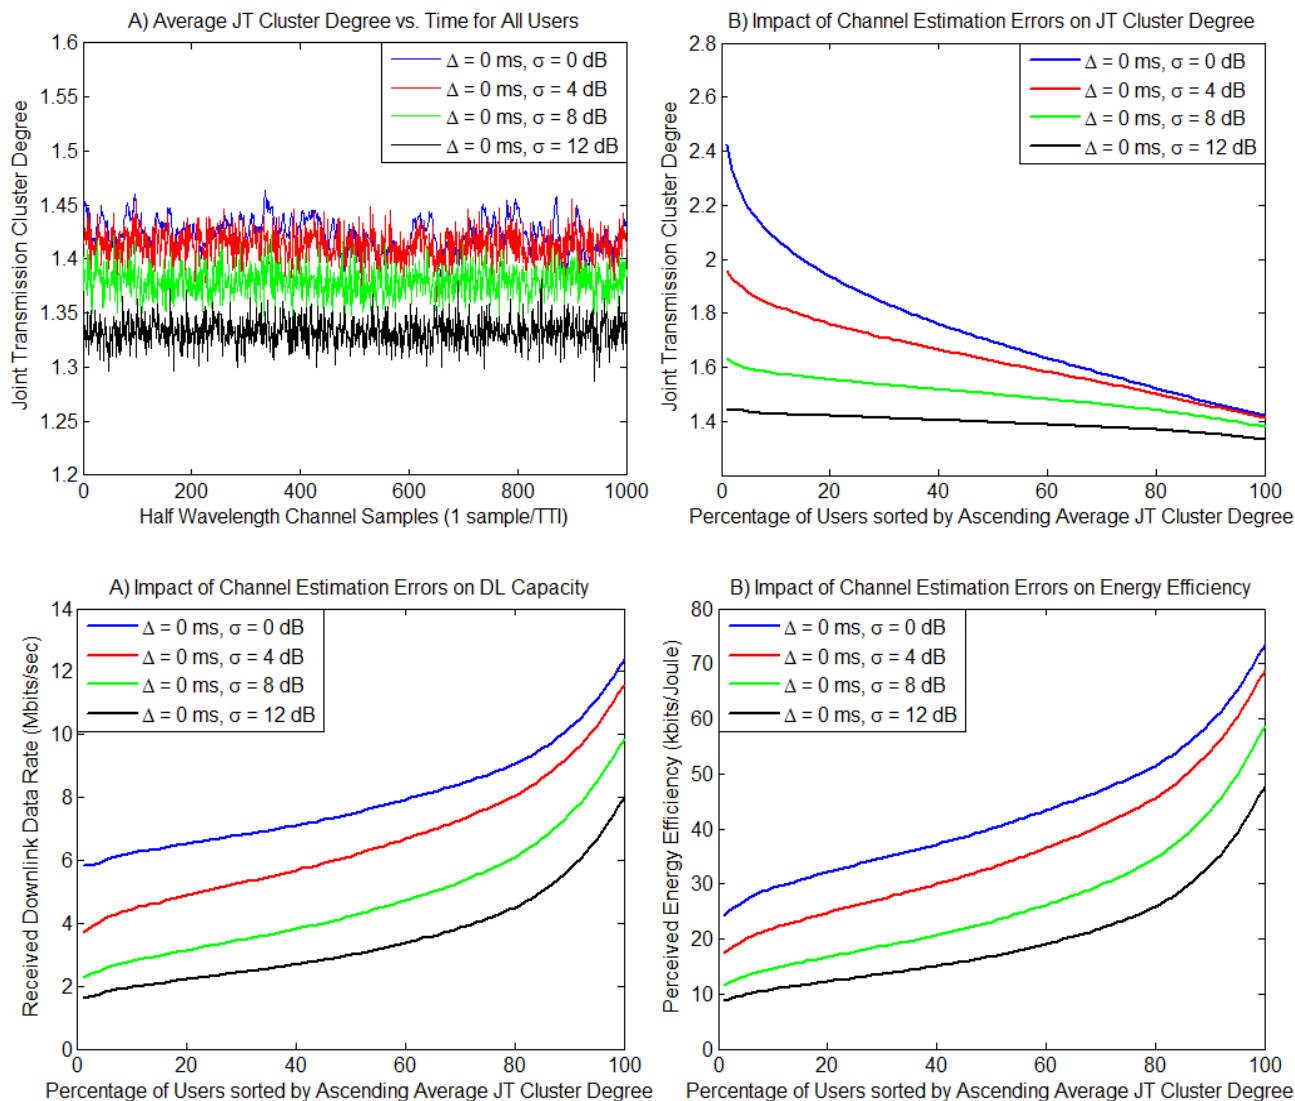 A) Average JT Cluster Degree vs. Time for All Users
Joint Transmission Cluster Degree
1.6
1.55
1.5
1.45
1.4
1.35
1.3
1.25
1.2
Δ = 0 ms, σ = 0 dB
Δ = 0 ms, σ = 4 dB
Δ = 0 ms, σ = 8 dB
Δ = 0 ms, σ = 12 dB
0 200 400 600 800 1000
Half Wavelength Channel Samples (1 sample/TTI)
B) Impact of Channel Estimation Errors on JT Cluster Degree
Joint Transmission Cluster Degree
2.8
2.6
2.4
2.2
2
1.8
1.6
1.4
Δ = 0 ms, σ = 0 dB
Δ = 0 ms, σ = 4 dB
Δ = 0 ms, σ = 8 dB
Δ = 0 ms, σ = 12 dB
0 20 40 60 80 100
Percentage of Users sorted by Ascending Average JT Cluster Degree
A) Impact of Channel Estimation Errors on DL Capacity
Received Downlink Data Rate (Mbits/sec)
14
12
10
8
6
4
2
0
Δ = 0 ms, σ = 0 dB
Δ = 0 ms, σ = 4 dB
Δ = 0 ms, σ = 8 dB
Δ = 0 ms, σ = 12 dB
0 20 40 60 80 100
Percentage of Users sorted by Ascending Average JT Cluster Degree
B) Impact of Channel Estimation Errors on Energy Efficiency
Perceived Energy Efficiency (kbits/Joule)
80
70
60
50
40
30
20
10
0
Δ = 0 ms, σ = 0 dB
Δ = 0 ms, σ = 4 dB
Δ = 0 ms, σ = 8 dB
Δ = 0 ms, σ = 12 dB
0 20 40 60 80 100
Percentage of Users sorted by Ascending Average JT Cluster Degree